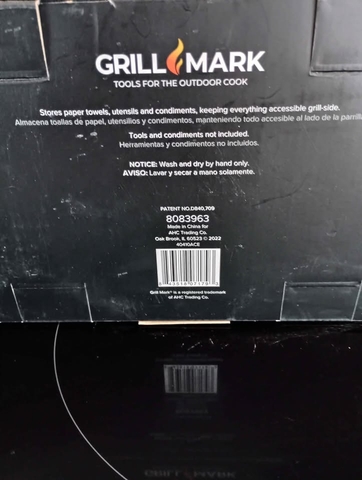 GRILL MARK
TOOLS FOR THE OUTDOOR COOK
Stores paper towels, utensils and condiments, keeping everything accessible grill-side.
Almacena toallas de papel, utensilios y condimentos, manteniendo todo accesible al lado de la parrilla
Tools and condiments not included.
Herramientas y condimentos no incluidos.
NOTICE: Wash and dry by hand only.
AVISO: Lavar y secar a mano solamente.
PATENT NO.D840,709
8083963
Made in China for
AHC Trading Co.
Oak Brook, IL 60523 © 2022
40410ACE
Grill Mark® is a registered trademark
of AHC Trading Co.
GRILL MARK